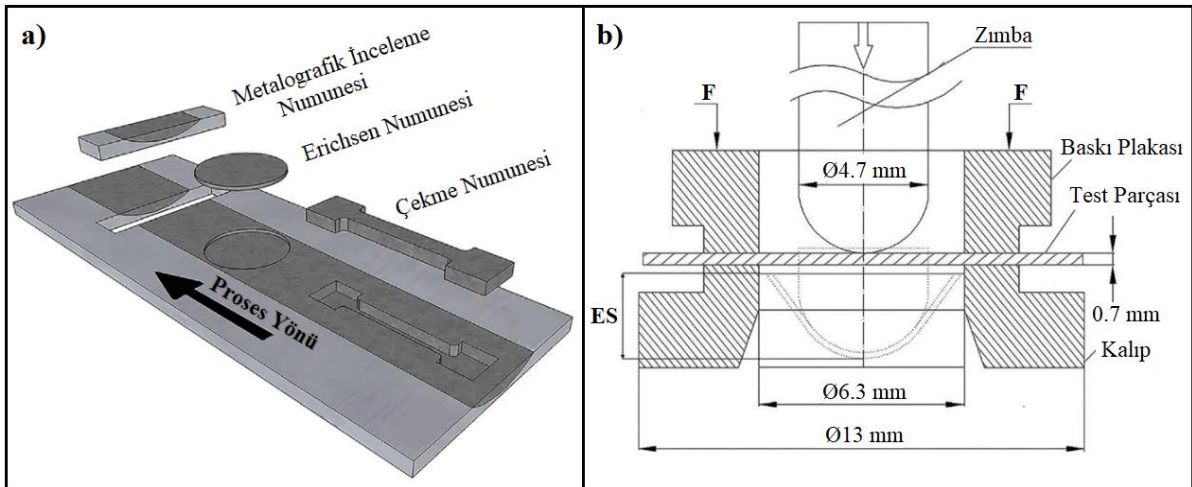 a)
Metalografik İnceleme
Numunesi
Erichsen Numunesi
Çekme Numunesi
Proses Yönü
b)
Zımba
F
F
Baskı Plakası
Ø4.7 mm
Test Parçası
ES
0.7 mm
Kalıp
Ø6.3 mm
Ø13 mm